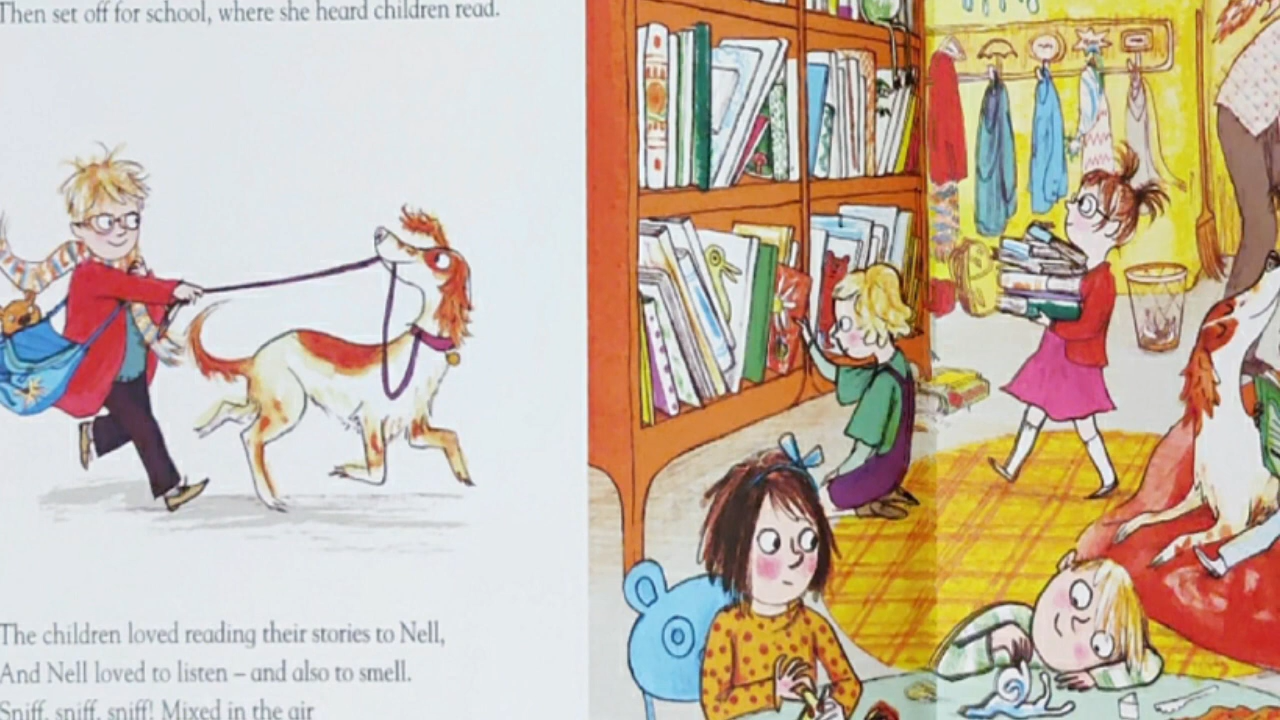 Then set off for school, where she heard children read.
The children loved reading their stories to Nell,
And Nell loved to listen – and also to smell.
Sniff, sniff, sniff! Mixed in the air